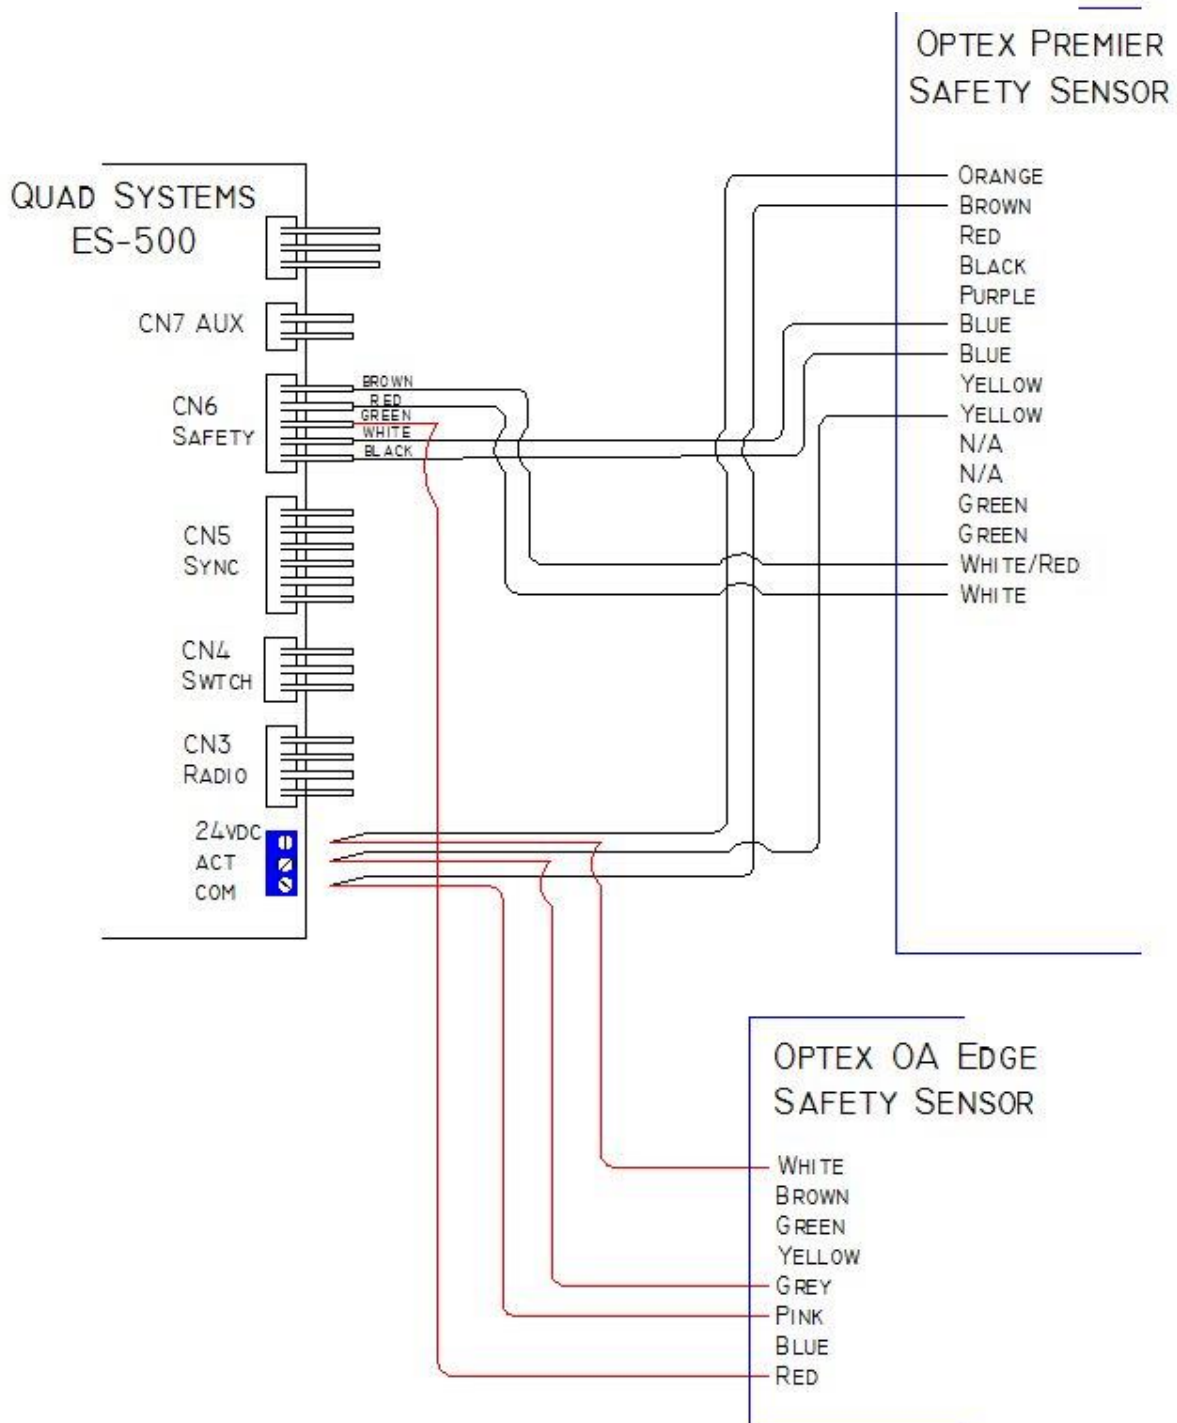 OPTEX PREMIER
SAFETY SENSOR
QUAD SYSTEMS
ES-500
CN7 AUX
CN6
SAFETY
BROWN
RED
GREEN
WHITE
BLACK
CN5
SYNC
CN4
SWTCH
CN3
RADIO
24VDC
ACT
COM
ORANGE
BROWN
RED
BLACK
PURPLE
BLUE
BLUE
YELLOW
YELLOW
N/A
N/A
GREEN
GREEN
WHITE/RED
WHITE
OPTEX OA EDGE
SAFETY SENSOR
WHITE
BROWN
GREEN
YELLOW
GREY
PINK
BLUE
RED